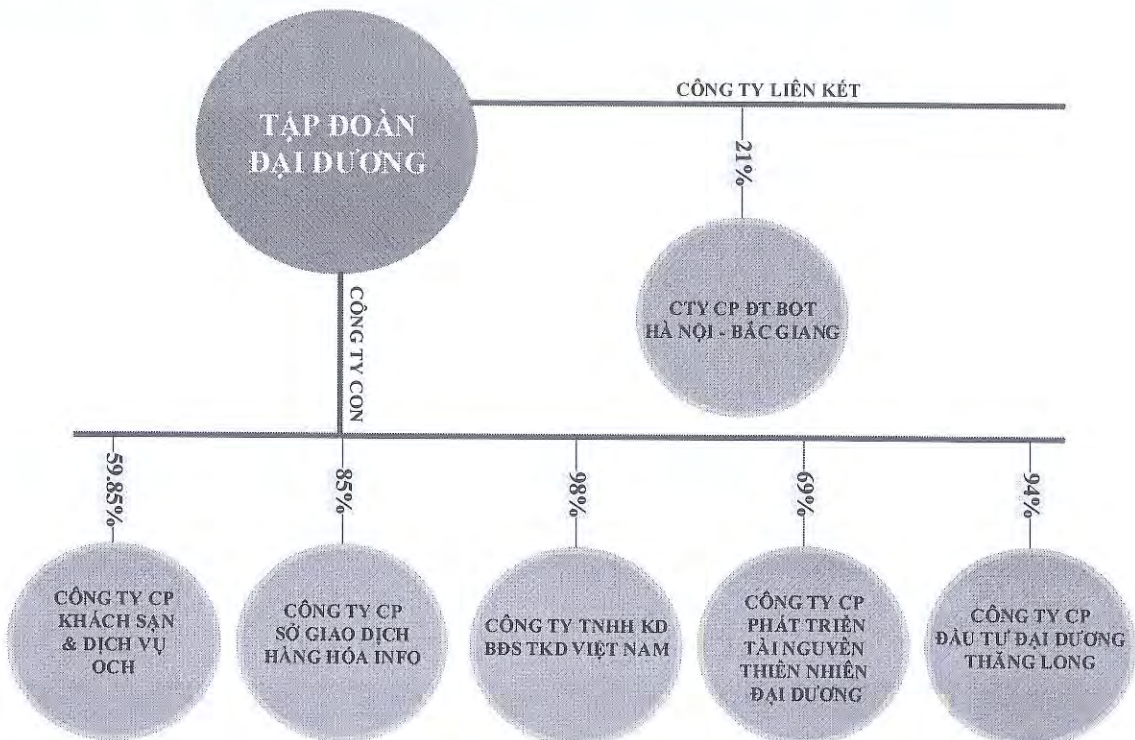 TẬP ĐOÀN
ĐẠI DƯƠNG
CÔNG TY LIÊN KẾT
21%
CTY CP ĐT BOT
HÀ NỘI - BẮC GIANG
CÔNG TY CON
59.85%
85%
98%
69%
94%
CÔNG TY CP
KHÁCH SẠN
& DỊCH VỤ
OCH
CÔNG TY CP
SỞ GIAO DỊCH
HÀNG HÓA INFO
CÔNG TY TNHH KD
BĐS TKD VIỆT NAM
CÔNG TY CP
PHÁT TRIỂN
TÀI NGUYÊN
THIÊN NHIÊN
ĐẠI DƯƠNG
CÔNG TY CP
ĐẦU TƯ ĐẠI DƯƠNG
THĂNG LONG